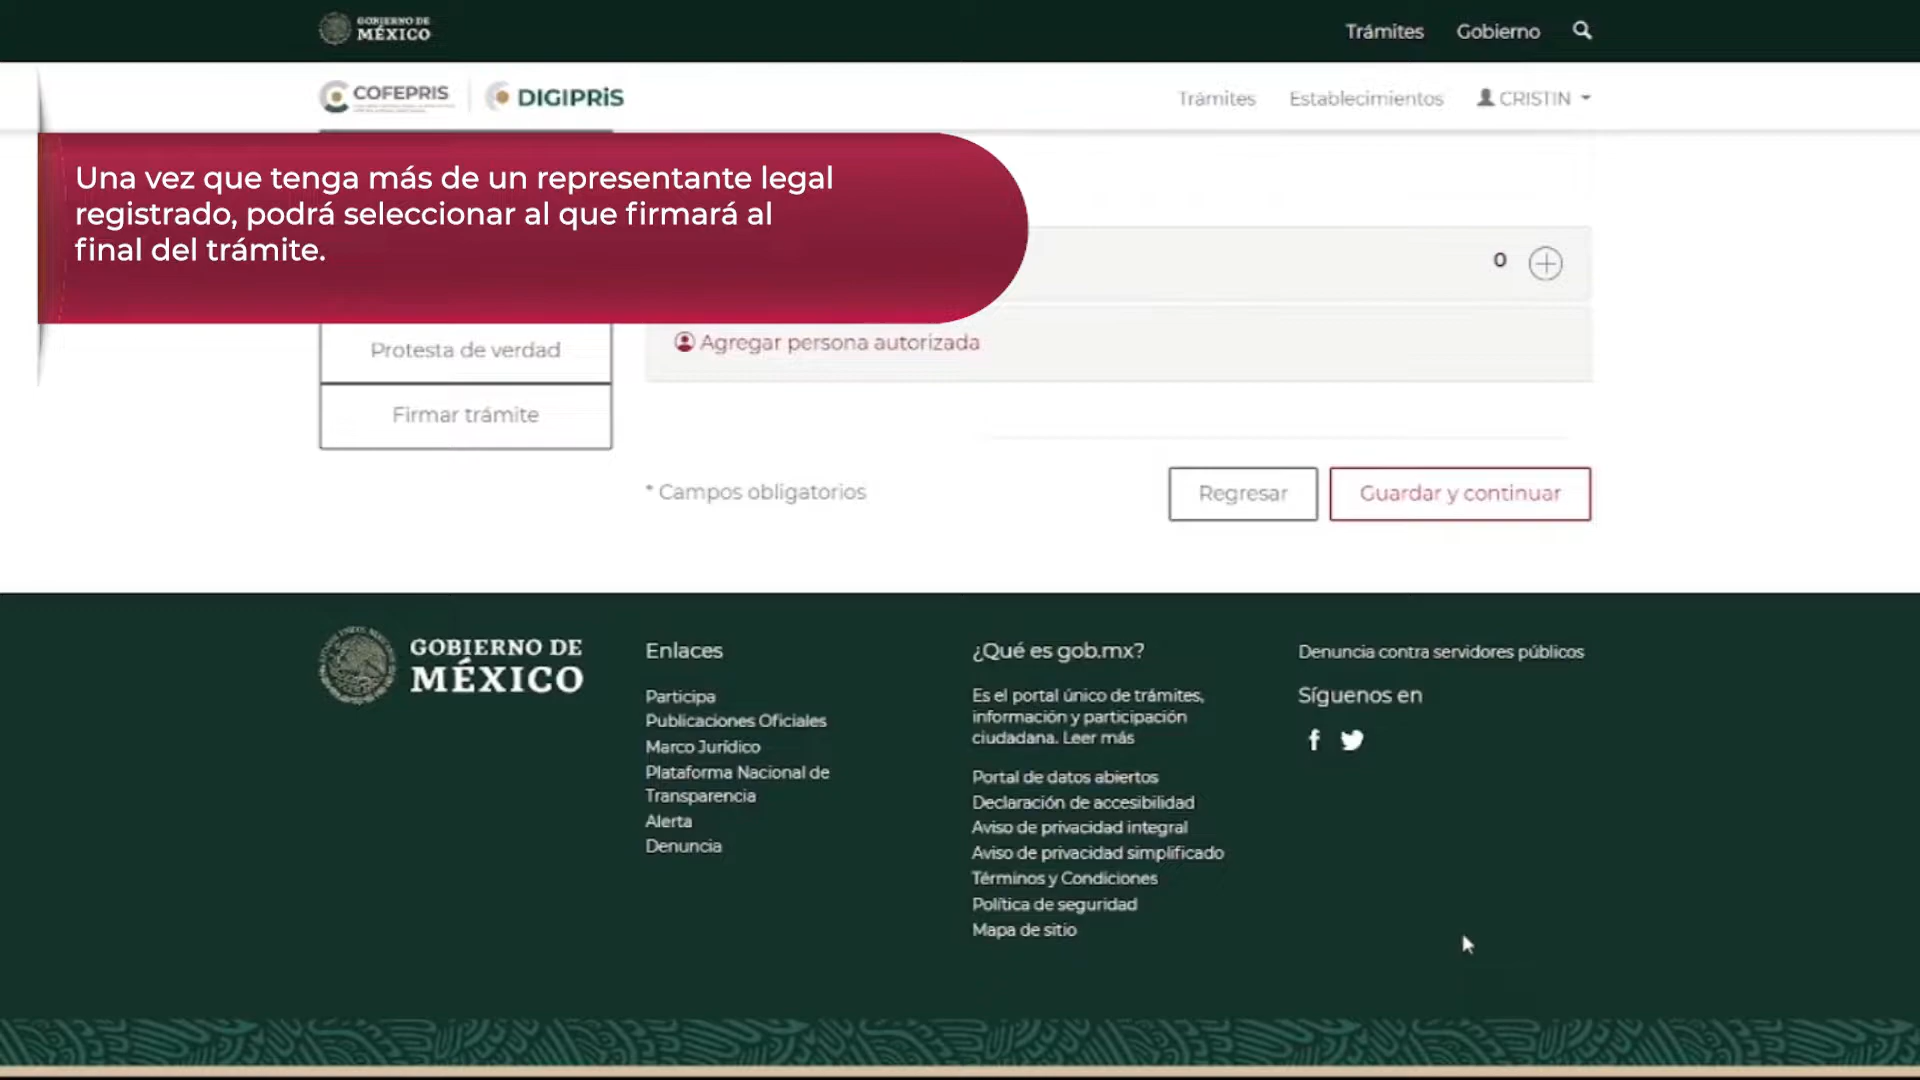 GOBIERNO DE
MÉXICO
Trámites
Gobierno
COFEPRIS
DIGIPRiS
Trámites
Establecimientos
CRISTIN
Una vez que tenga más de un representante legal
registrado, podrá seleccionar al que firmará al
final del trámite.
0
Protesta de verdad
Agregar persona autorizada
Firmar trámite
* Campos obligatorios
Regresar
Guardar y continuar
GOBIERNO DE
MÉXICO
Enlaces
Participa
Publicaciones Oficiales
Marco Jurídico
Plataforma Nacional de
Transparencia
Alerta
Denuncia
¿Qué es gob.mx?
Es el portal único de trámites,
información y participación
ciudadana. Leer más
Portal de datos abiertos
Declaración de accesibilidad
Aviso de privacidad integral
Aviso de privacidad simplificado
Términos y Condiciones
Política de seguridad
Mapa de sitio
Denuncia contra servidores públicos
Síguenos en